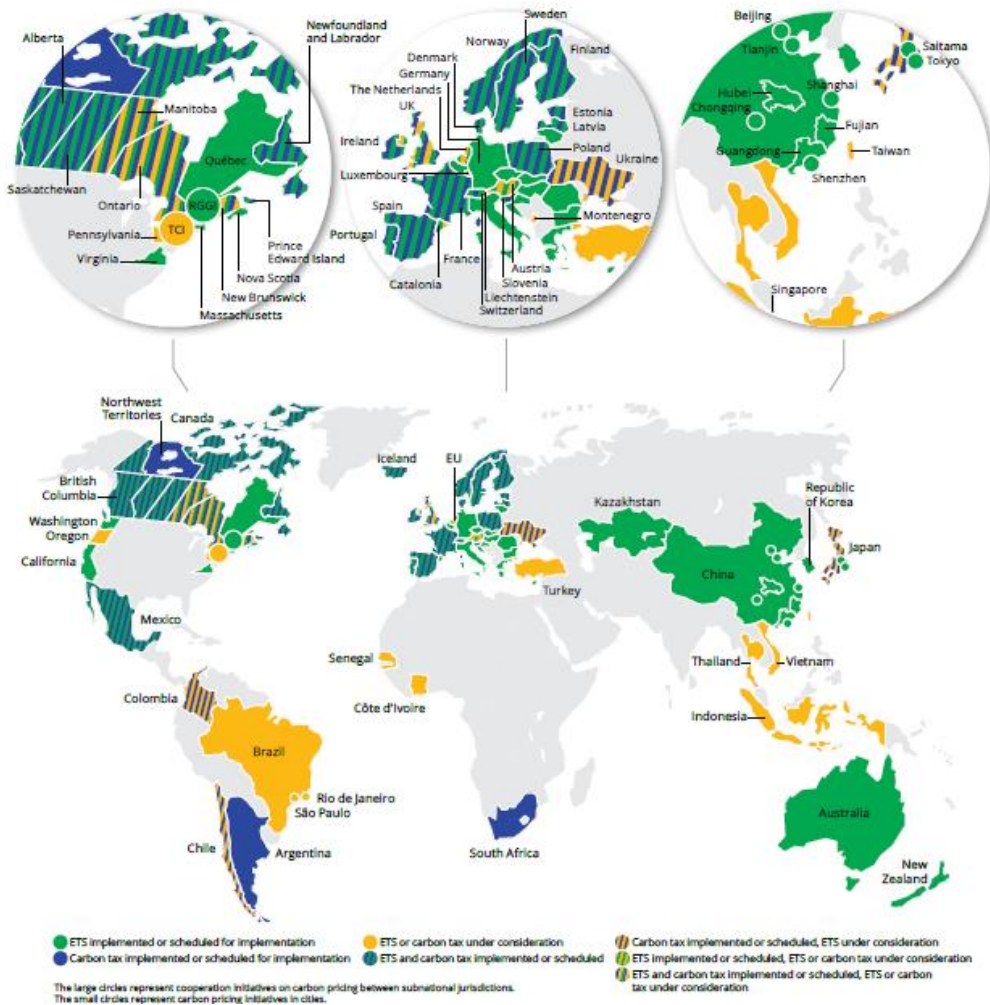 Alberta
Newfoundland
and Labrador
Manitoba
Québec
Saskatchewan
Ontario
RGGI
TCI
Pennsylvania
Virginia
Prince
Edward Island
Nova Scotia
New Brunswick
Massachusetts
Sweden
Norway
Finland
Denmark
Germany
The Netherlands
UK
Estonia
Latvia
Ireland
Poland
Ukraine
Luxembourg
Spain
Montenegro
Portugal
France
Austria
Catalonia
Slovenia
Liechtenstein
Switzerland
Beijing
Tianjin
Saitama
Tokyo
Hubei
Shanghai
Chongqing
Fujian
Guangdong
Taiwan
Shenzhen
Singapore
Northwest
Territories
Canada
Iceland
EU
British
Columbia
Kazakhstan
Republic
of Korea
Washington
Oregon
Japan
California
China
Turkey
Mexico
Senegal
Thailand
Vietnam
Colombia
Côte d'Ivoire
Indonesia
Brazil
Rio de Janeiro
São Paulo
Australia
Chile
Argentina
South Africa
New
Zealand
ETS implemented or scheduled for implementation
Carbon tax implemented or scheduled for implementation
ETS or carbon tax under consideration
ETS and carbon tax implemented or scheduled
Carbon tax implemented or scheduled, ETS under consideration
ETS implemented or scheduled, ETS or carbon tax under consideration
ETS and carbon tax implemented or scheduled, ETS or carbon
tax under consideration
The large circles represent cooperation initiatives on carbon pricing between subnational jurisdictions.
The small circles represent carbon pricing initiatives in cities.